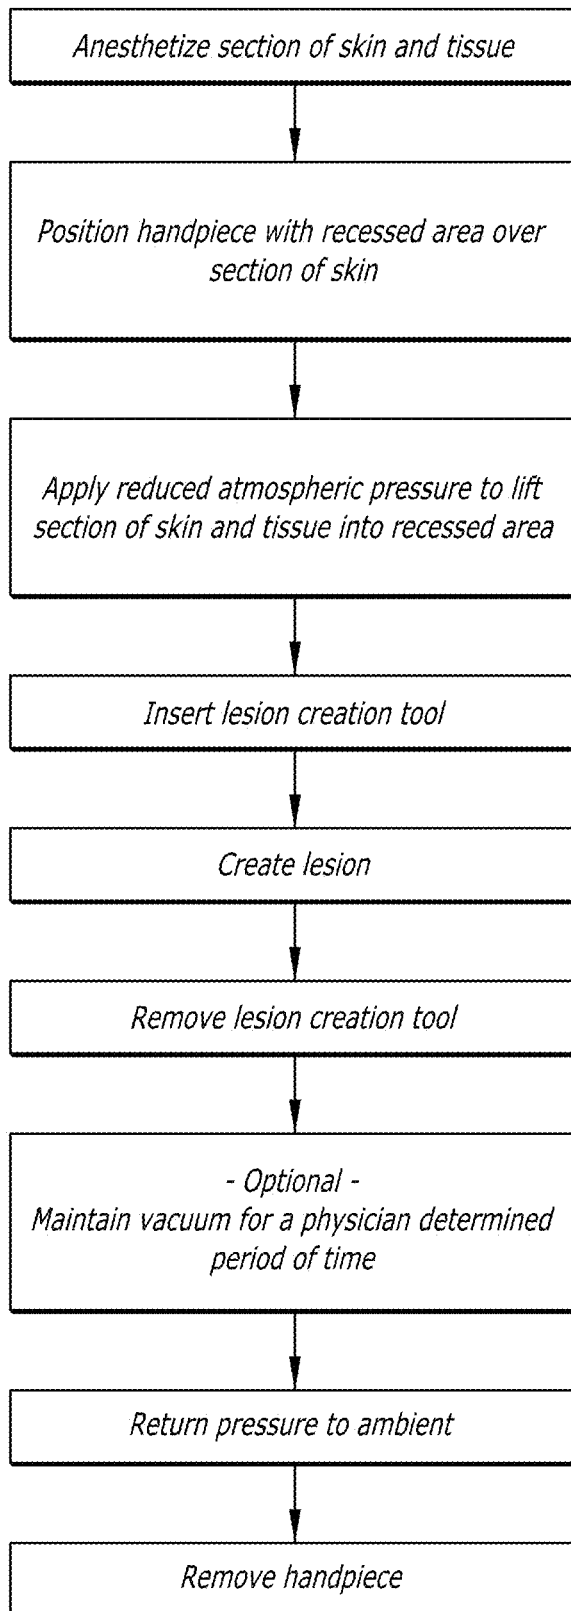 Anesthetize section of skin and tissue
Position handpiece with recessed area over
section of skin
Apply reduced atmospheric pressure to lift
section of skin and tissue into recessed area
Insert lesion creation tool
Create lesion
Remove lesion creation tool
- Optional -
Maintain vacuum for a physician determined
period of time
Return pressure to ambient
Remove handpiece